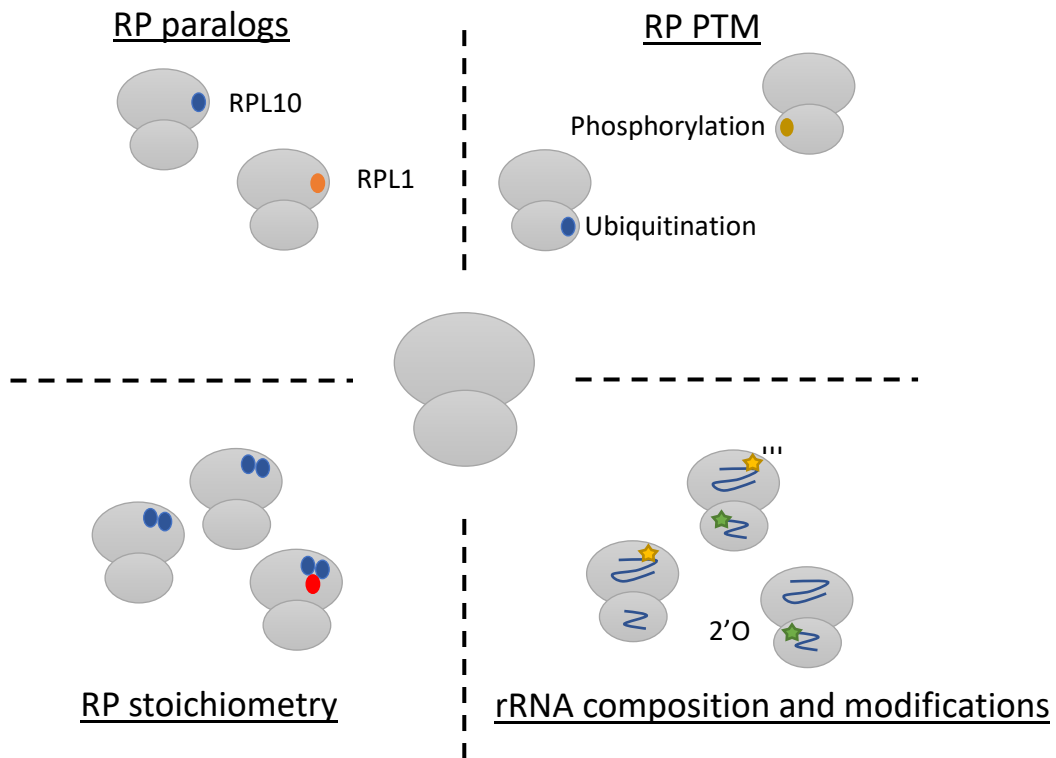 RP paralogs
RPL10
RPL1
RP PTM
Phosphorylation
Ubiquitination
RP stoichiometry
2’O
rRNA composition and modifications